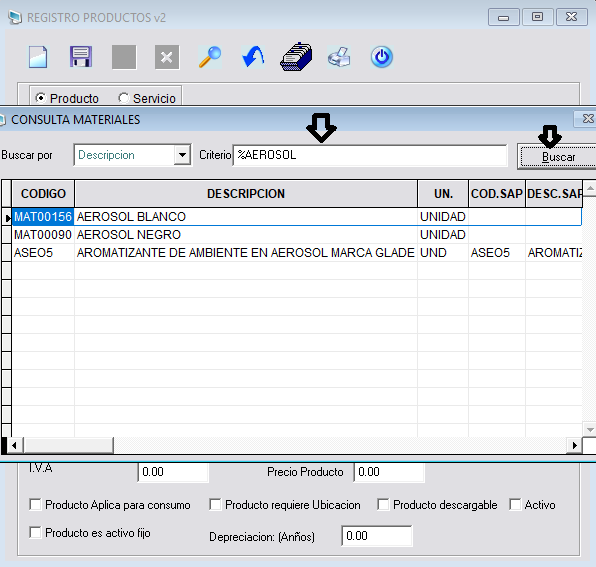 REGISTRO PRODUCTOS v2
Producto Servicio
CONSULTA MATERIALES
Buscar por Descripcion Criterio %AEROSOL Buscar
CODIGO DESCRIPCION UN. COD.SAP DESC.SAP
MAT00156 AEROSOL BLANCO UNIDAD
MAT00090 AEROSOL NEGRO UNIDAD
ASEO5 AROMATIZANTE DE AMBIENTE EN AEROSOL MARCA GLADE UND ASEO5 AROMATIZ
I.V.A 0.00 Precio Producto 0.00
Producto Aplica para consumo Producto requiere Ubicacion Producto descargable Activo
Producto es activo fijo Depreciacion: (Anños) 0.00